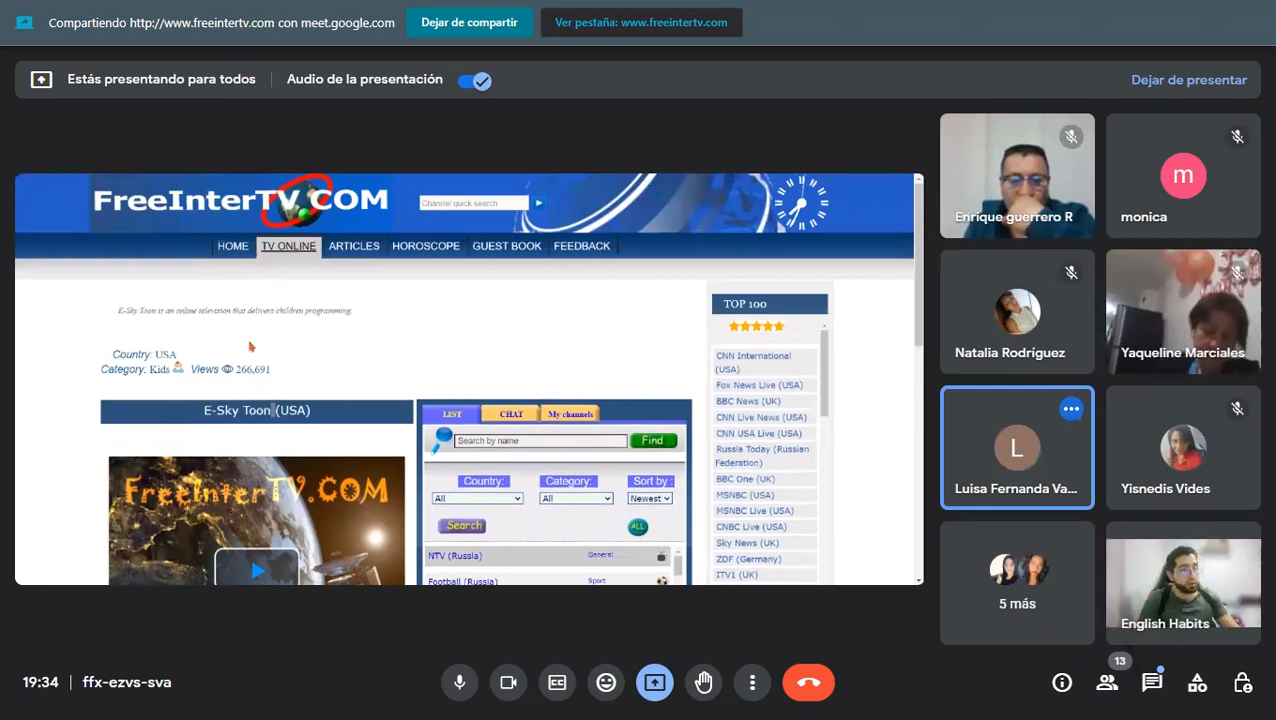 Compartiendo http://www.freeintertv.com con meet.google.com
Dejar de compartir
Ver pestaña: www.freeintertv.com
Estás presentando para todos
Audio de la presentación
Dejar de presentar
FreeInterTV.COM
Channel quick search
HOME
TV ONLINE
ARTICLES
HOROSCOPE
GUEST BOOK
FEEDBACK
E-Sky Toon is an online television that delivers children programming.
Country: USA
Category: Kids Views 266,691
E-Sky Toon (USA)
FreeInterTV.COM
LIST
CHAT
My channels
Search by name
Find
Country:
Category:
Sort by :
All
All
Newest
Search
ALL
NTV (Russia)
General
Football (Russia)
Sport
TOP 100
CNN International
(USA)
Fox News Live (USA)
BBC News (UK)
CNN Live News (USA)
CNN USA Live (USA)
Russia Today (Russian
Federation)
BBC One (UK)
MSNBC (USA)
MSNBC Live (USA)
CNBC Live (USA)
Sky News (UK)
ZDF (Germany)
ITV1 (UK)
Enrique guerrero R
m
monica
Natalia Rodríguez
Yaqueline Marciales
L
Luisa Fernanda Va...
Yisnedis Vides
5 más
English Habits
19:34
ffx-ezvs-sva
13